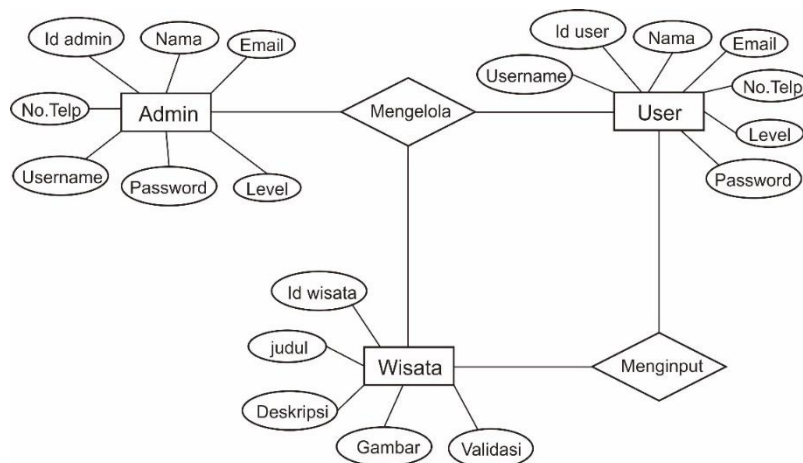 Id admin
Nama
Email
No.Telp
Admin
Username
Password
Level
Mengelola
Id user
Nama
Email
Username
No.Telp
User
Level
Password
Id wisata
judul
Wisata
Deskripsi
Gambar
Validasi
Menginput